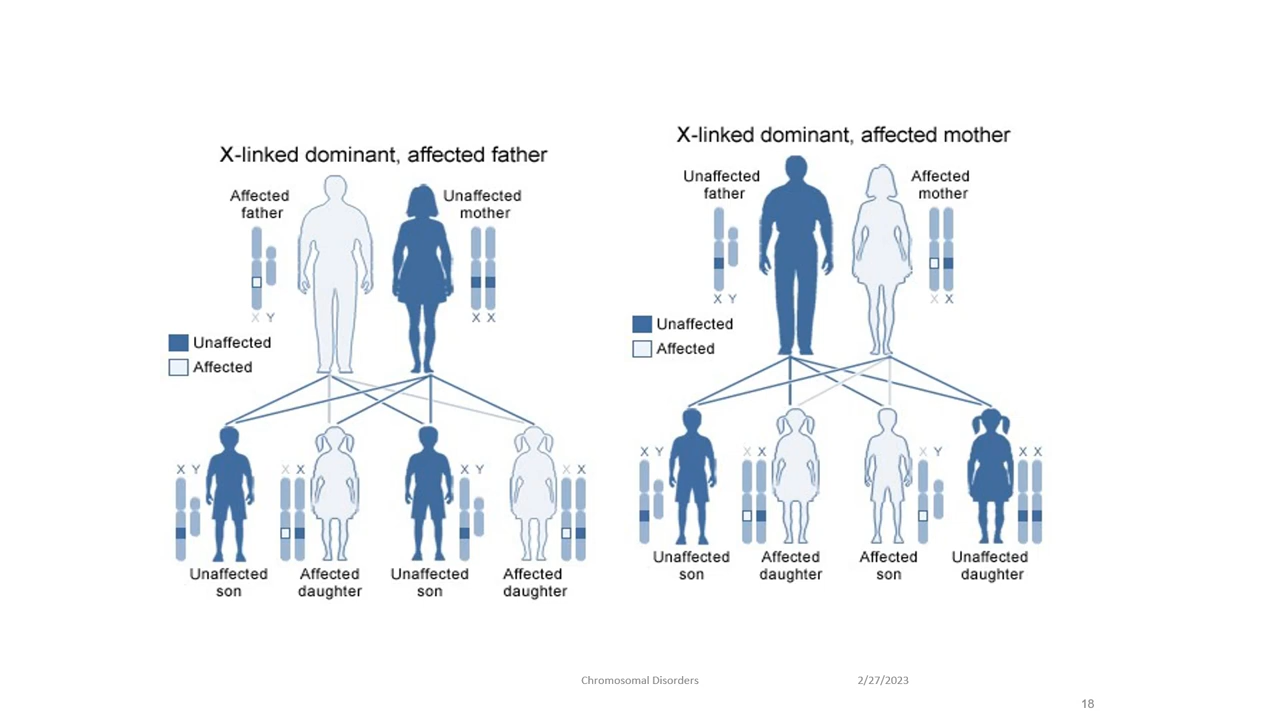 X-linked dominant, affected father
Affected
father
Unaffected
mother
X Y
X X
Unaffected
Affected
X Y
X X
X Y
X X
Unaffected
son
Affected
daughter
Unaffected
son
Affected
daughter
X-linked dominant, affected mother
Unaffected
father
Affected
mother
X Y
X X
Unaffected
Affected
X Y
X X
X Y
X X
Unaffected
son
Affected
daughter
Affected
son
Unaffected
daughter
Chromosomal Disorders
2/27/2023
18